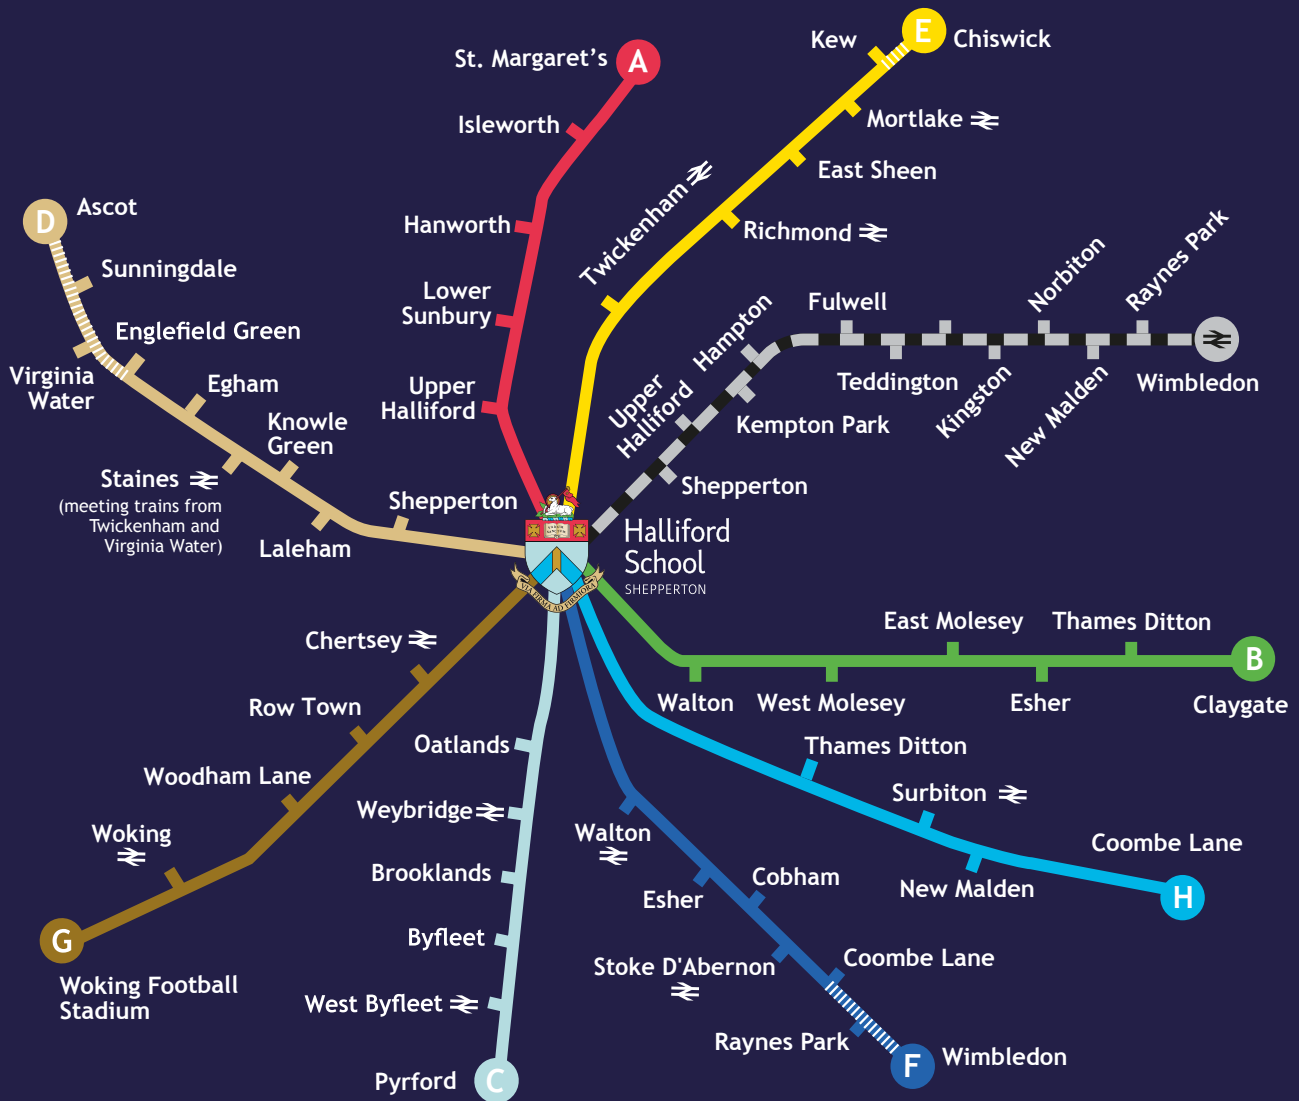 St. Margaret's
A
Isleworth
Hanworth
Lower
Sunbury
Upper
Halliford
Kew
E
Chiswick
Mortlake
East Sheen
Richmond
Twickenham
D
Ascot
Sunningdale
Englefield Green
Virginia
Water
Egham
Knowle
Green
Staines
(meeting trains from
Twickenham and
Virginia Water)
Laleham
Shepperton
Hampton
Upper
Halliford
Kempton Park
Shepperton
Fulwell
Teddington
Kingston
Norbiton
New Malden
Raynes Park
Wimbledon
Halliford
School
SHEPPERTON
VIA FIRMA AD FIRMIORA
East Molesey
Thames Ditton
B
Walton
West Molesey
Esher
Claygate
Thames Ditton
Surbiton
Coombe Lane
New Malden
H
Chertsey
Row Town
Woodham Lane
Woking
G
Woking Football
Stadium
Oatlands
Weybridge
Brooklands
Byfleet
West Byfleet
Pyrford
C
Walton
Esher
Cobham
Stoke D'Abernon
Coombe Lane
Raynes Park
F
Wimbledon